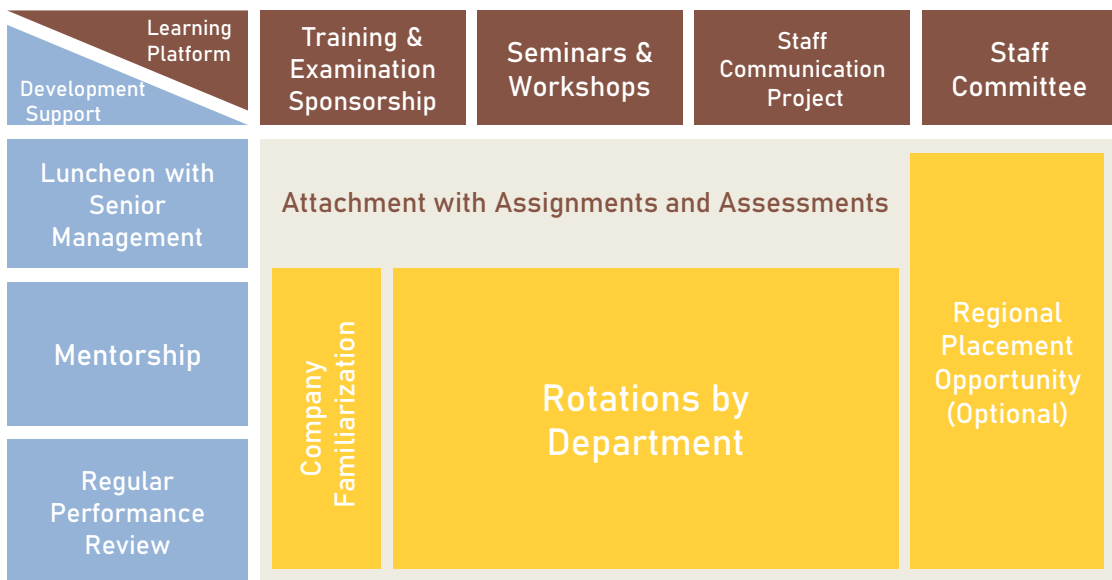 Learning
Platform
Development
Support
Training &
Examination
Sponsorship
Seminars &
Workshops
Staff
Communication
Project
Staff
Committee
Luncheon with
Senior
Management
Mentorship
Regular
Performance
Review
Attachment with Assignments and Assessments
Company
Familiarization
Rotations by
Department
Regional
Placement
Opportunity
(Optional)